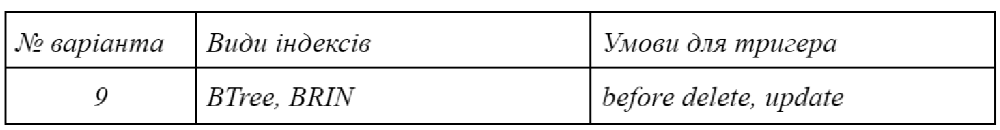 № варіанта Види індексів Умови для тригера
9 BTree, BRIN before delete, update